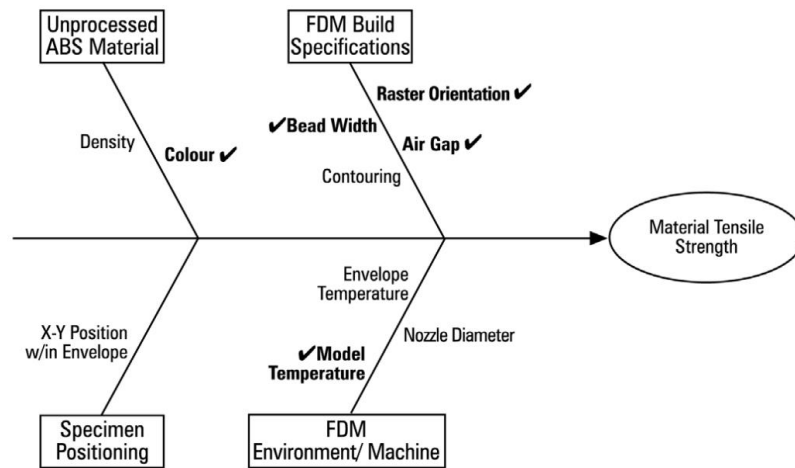 Unprocessed
ABS Material
FDM Build
Specifications
Raster Orientation ✔
✔Bead Width
Density
Colour ✔
Air Gap ✔
Contouring
Material Tensile
Strength
Envelope
Temperature
X-Y Position
w/in Envelope
Nozzle Diameter
✔Model
Temperature
Specimen
Positioning
FDM
Environment/ Machine